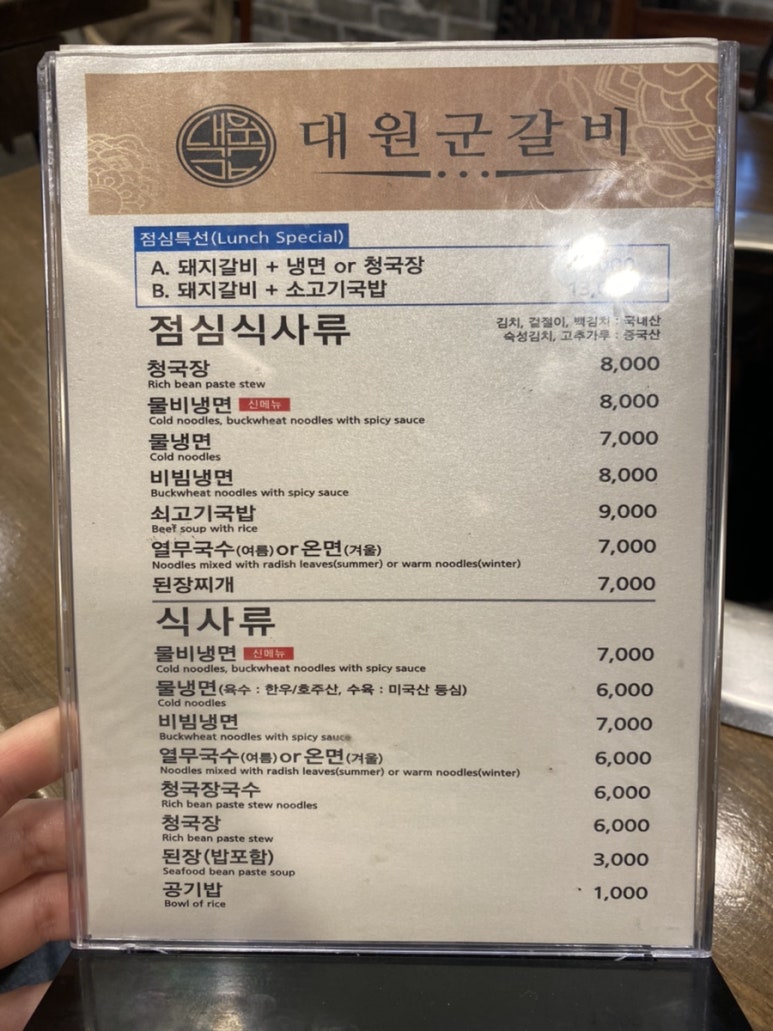 대원군
대원군갈비
점심특선(Lunch Special)
A. 돼지갈비 + 냉면 or 청국장
B. 돼지갈비 + 소고기국밥
점심식사류
김치, 겉절이, 백김치 : 국내산
숙성김치, 고추가루 : 중국산
청국장 8,000
Rich bean paste stew
물비냉면 신메뉴 8,000
Cold noodles, buckwheat noodles with spicy sauce
물냉면 7,000
Cold noodles
비빔냉면 8,000
Buckwheat noodles with spicy sauce
쇠고기국밥 9,000
Beef soup with rice
열무국수(여름)or온면(겨울) 7,000
Noodles mixed with radish leaves(summer) or warm noodles(winter)
된장찌개 7,000
식사류
물비냉면 신메뉴 7,000
Cold noodles, buckwheat noodles with spicy sauce
물냉면(육수 : 한우/호주산, 수육 : 미국산 등심) 6,000
Cold noodles
비빔냉면 7,000
Buckwheat noodles with spicy sauce
열무국수(여름)or온면(겨울) 6,000
Noodles mixed with radish leaves(summer) or warm noodles(winter)
청국장국수 6,000
Rich bean paste stew noodles
청국장 6,000
Rich bean paste stew
된장(밥포함) 3,000
Seafood bean paste soup
공기밥 1,000
Bowl of rice